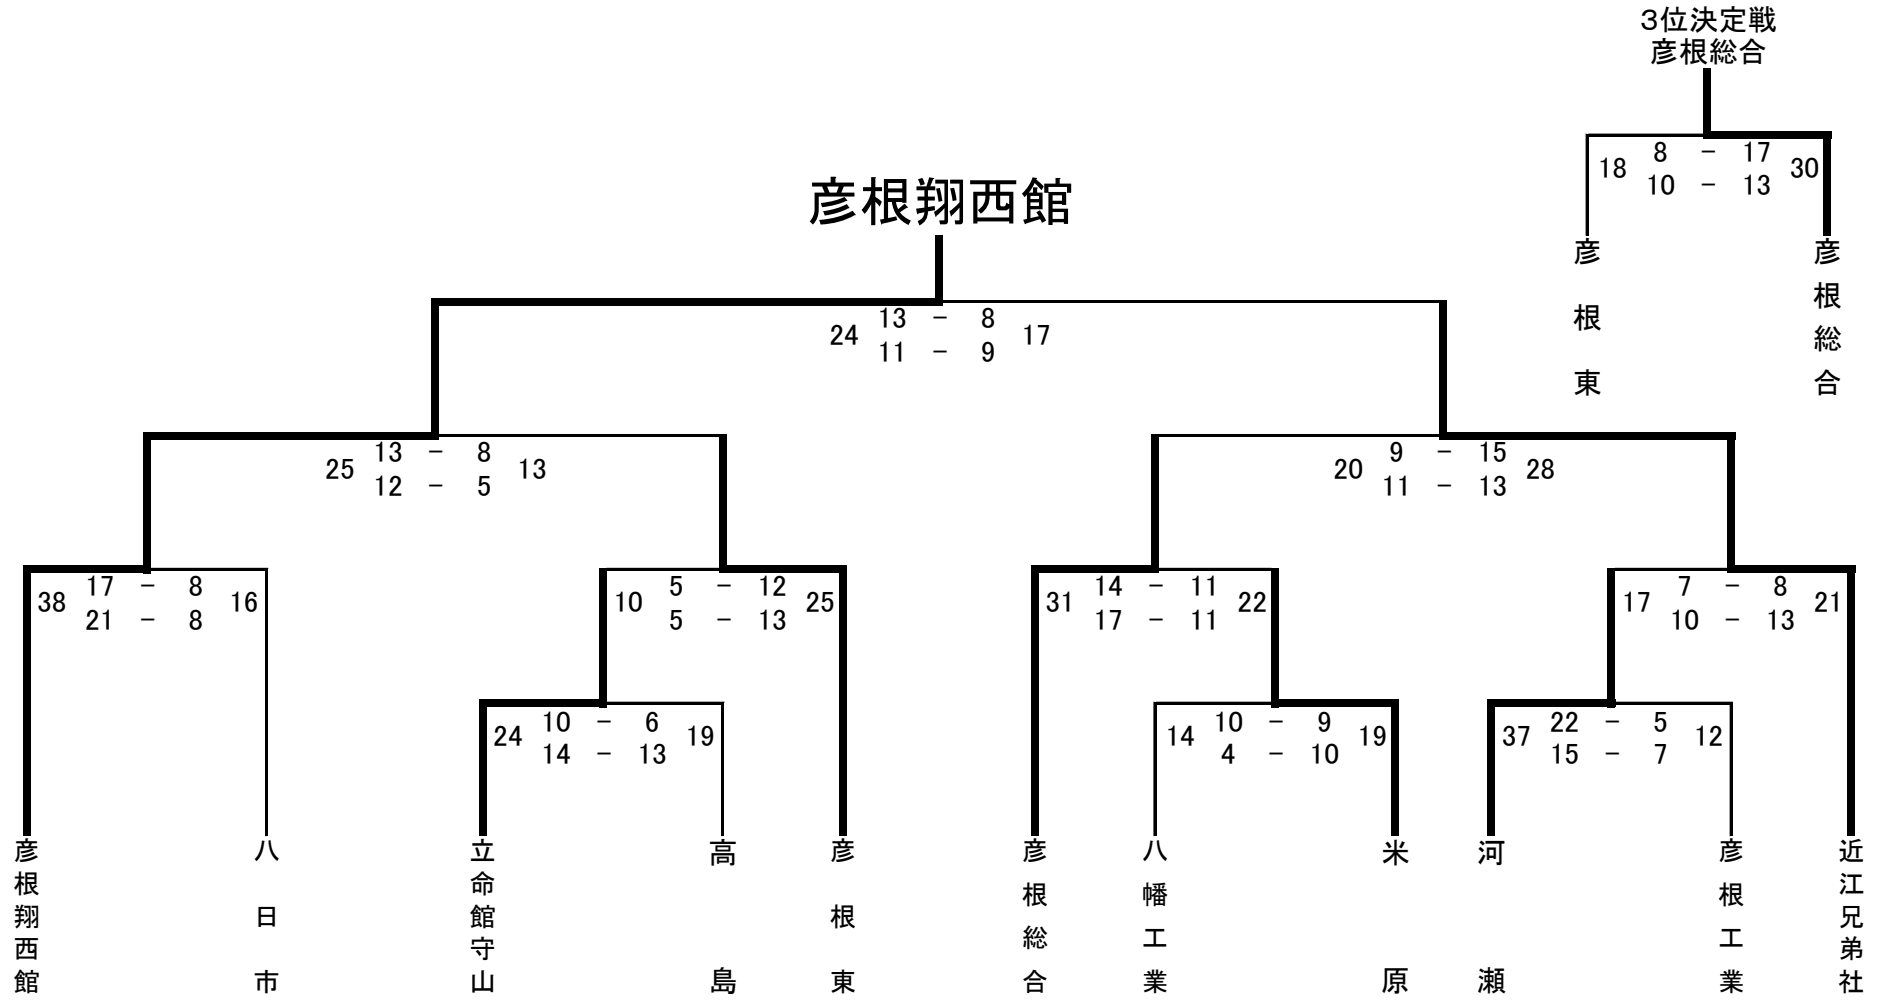 3位決定戦
彦根総合
18 8 - 17 30
10 - 13
彦根東
彦根総合
彦根翔西館
24 13 - 8 17
11 - 9
25 13 - 8 13
12 - 5
20 9 - 15 28
11 - 13
38 17 - 8 16
21 - 8
10 5 - 12 25
5 - 13
31 14 - 11 22
17 - 11
17 7 - 8 21
10 - 13
24 10 - 6 19
14 - 13
14 10 - 9 19
4 - 10
37 22 - 5 12
15 - 7
彦根翔西館
八日市
立命館守山
高島
彦根東
彦根総合
八幡工業
米原
河瀬
彦根工業
近江兄弟社